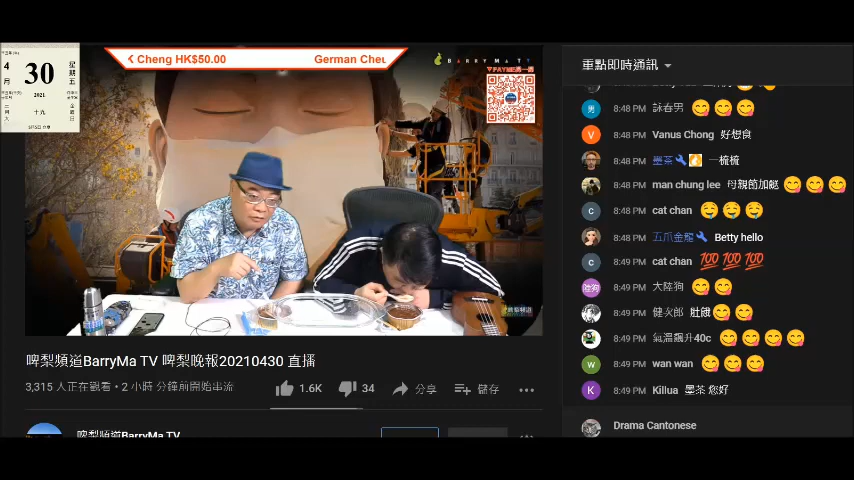 4
月
30
星
期
五
2021
十九
Cheng HK$50.00
German Cheu
BARRYMA TV
重點即時通訊
8:48 PM 詠春男
8:48 PM Vanus Chong 好想食
8:48 PM 墨茶 一梳梳
8:48 PM man chung lee 母親節加餸
8:48 PM cat chan
8:48 PM 五爪金龍 Betty hello
8:49 PM cat chan 100 100 100
8:49 PM 大陸狗
8:49 PM 健次郎 肚餓
8:49 PM 氣溫飆升40c
8:49 PM wan wan
8:49 PM Killua 墨茶 您好
Drama Cantonese
啤梨頻道BarryMa TV 啤梨晚報20210430 直播
3,315 人正在觀看 • 2 小時 分鐘前開始串流
1.6K
34
分享
儲存
啤梨頻道BarryMa TV